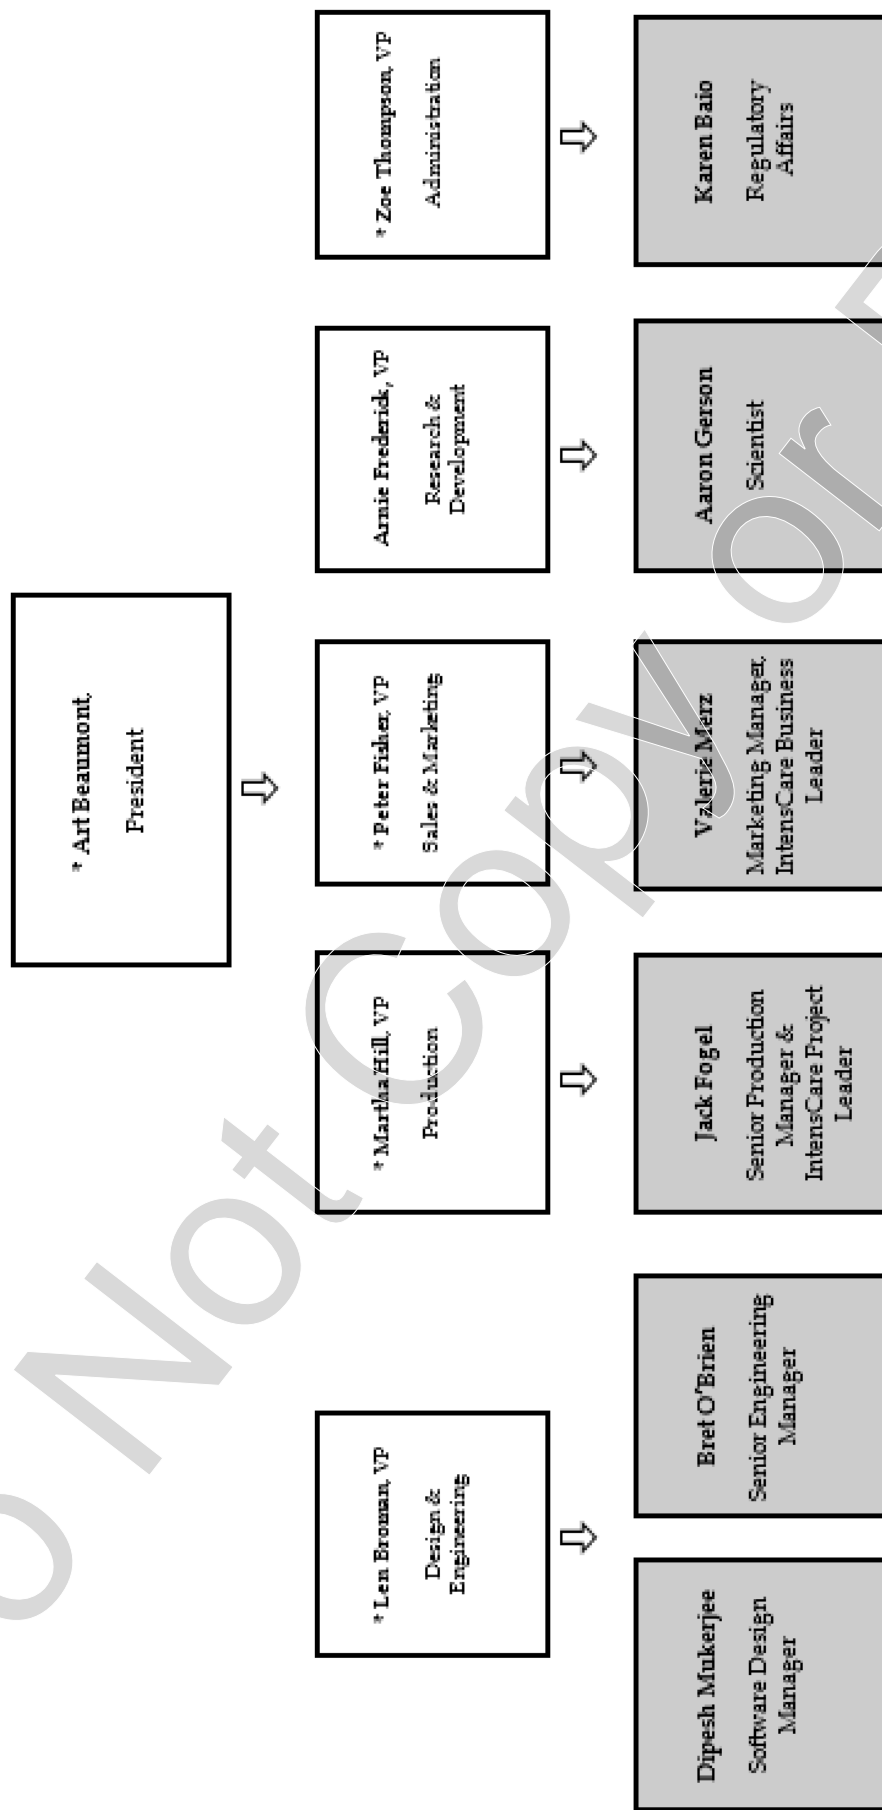 * Art Beaumont,
President
* Len Broman, VP
Design &
Engineering
* Martha Hill, VP
Production
* Peter Fisher, VP
Sales & Marketing
Arnie Frederick, VP
Research &
Development
* Zoe Thompson, VP
Administration
Dipesh Mukerjee
Software Design
Manager
Bret O'Brien
Senior Engineering
Manager
Jack Fogel
Senior Production
Manager &
IntensCare Project
Leader
Valerie Merz
Marketing Manager,
IntensCare Business
Leader
Aaron Gerson
Scientist
Karen Baio
Regulatory
Affairs
Not Copy or